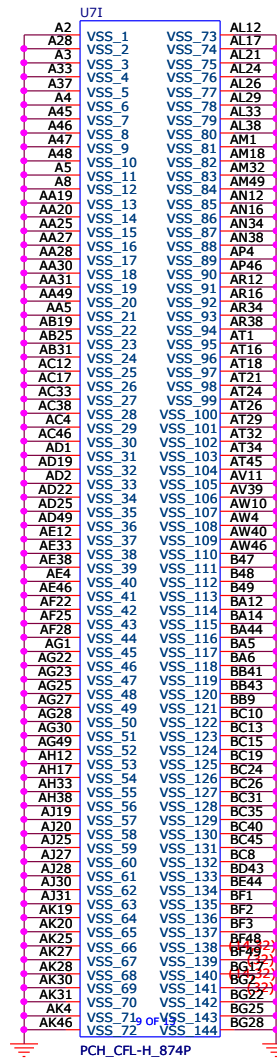 U7I
A2 VSS_1 VSS_73 AL12
A28 VSS_2 VSS_74 AL17
A3 VSS_3 VSS_75 AL21
A33 VSS_4 VSS_76 AL24
A37 VSS_5 VSS_77 AL26
A4 VSS_6 VSS_78 AL29
A45 VSS_7 VSS_79 AL33
A46 VSS_8 VSS_80 AL38
A47 VSS_9 VSS_81 AM1
A48 VSS_10 VSS_82 AM18
A5 VSS_11 VSS_83 AM32
A8 VSS_12 VSS_84 AM49
AA19 VSS_13 VSS_85 AN12
AA20 VSS_14 VSS_86 AN16
AA25 VSS_15 VSS_87 AN34
AA27 VSS_16 VSS_88 AN38
AA28 VSS_17 VSS_89 AP4
AA30 VSS_18 VSS_90 AP46
AA31 VSS_19 VSS_91 AR12
AA49 VSS_20 VSS_92 AR16
AA5 VSS_21 VSS_93 AR34
AB19 VSS_22 VSS_94 AR38
AB25 VSS_23 VSS_95 AT1
AB31 VSS_24 VSS_96 AT16
AC12 VSS_25 VSS_97 AT18
AC17 VSS_26 VSS_98 AT21
AC33 VSS_27 VSS_99 AT24
AC38 VSS_28 VSS_100 AT26
AC4 VSS_29 VSS_101 AT29
AC46 VSS_30 VSS_102 AT32
AD1 VSS_31 VSS_103 AT34
AD19 VSS_32 VSS_104 AT45
AD2 VSS_33 VSS_105 AV11
AD22 VSS_34 VSS_106 AV39
AD25 VSS_35 VSS_107 AW10
AD49 VSS_36 VSS_108 AW4
AE12 VSS_37 VSS_109 AW40
AE33 VSS_38 VSS_110 AW46
AE38 VSS_39 VSS_111 B47
AE4 VSS_40 VSS_112 B48
AE46 VSS_41 VSS_113 B49
AF22 VSS_42 VSS_114 BA12
AF25 VSS_43 VSS_115 BA14
AF28 VSS_44 VSS_116 BA44
AG1 VSS_45 VSS_117 BA5
AG22 VSS_46 VSS_118 BA6
AG23 VSS_47 VSS_119 BB41
AG25 VSS_48 VSS_120 BB43
AG27 VSS_49 VSS_121 BB9
AG28 VSS_50 VSS_122 BC10
AG30 VSS_51 VSS_123 BC13
AG49 VSS_52 VSS_124 BC15
AH12 VSS_53 VSS_125 BC19
AH17 VSS_54 VSS_126 BC24
AH33 VSS_55 VSS_127 BC26
AH38 VSS_56 VSS_128 BC31
AJ19 VSS_57 VSS_129 BC35
AJ20 VSS_58 VSS_130 BC40
AJ25 VSS_59 VSS_131 BC45
AJ27 VSS_60 VSS_132 BC8
AJ28 VSS_61 VSS_133 BD43
AJ30 VSS_62 VSS_134 BE44
AJ31 VSS_63 VSS_135 BF1
AK19 VSS_64 VSS_136 BF2
AK20 VSS_65 VSS_137 BF3
AK25 VSS_66 VSS_138 BF48
AK27 VSS_67 VSS_139 (32)
AK28 VSS_68 VSS_140
AK30 VSS_69 VSS_141 (32)
AK31 VSS_70 VSS_142 BG22
AK4 VSS_71 VSS_143 BG25
AK46 VSS_72 VSS_144 BG28
9 OF 13
PCH_CFL-H_874P